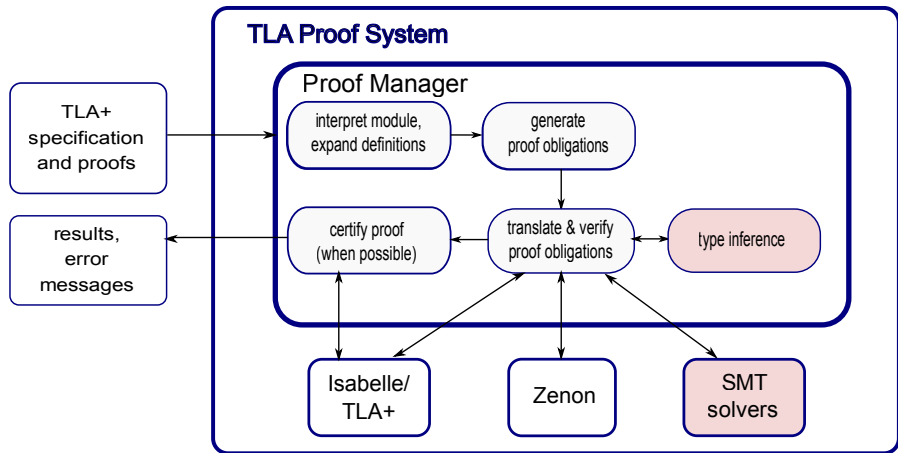 TLA Proof System
Proof Manager
TLA+
specification
and proofs
interpret module,
expand definitions
generate
proof obligations
results,
error
messages
certify proof
(when possible)
translate & verify
proof obligations
type inference
Isabelle/
TLA+
Zenon
SMT
solvers